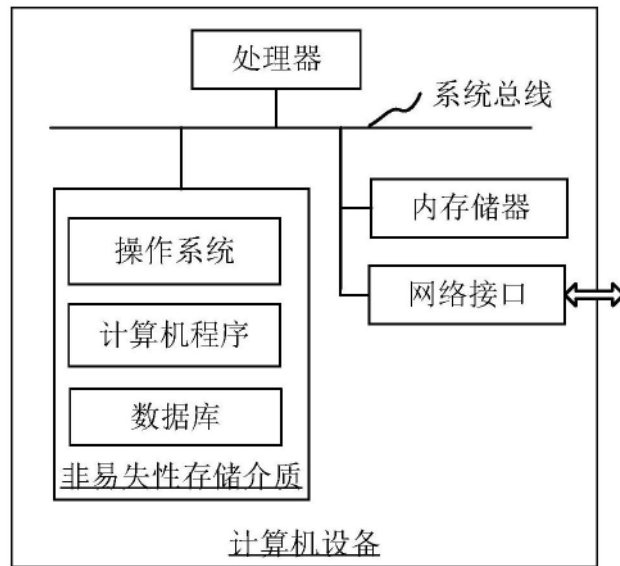 处理器
系统总线
内存储器
操作系统
网络接口
计算机程序
数据库
非易失性存储介质
计算机设备